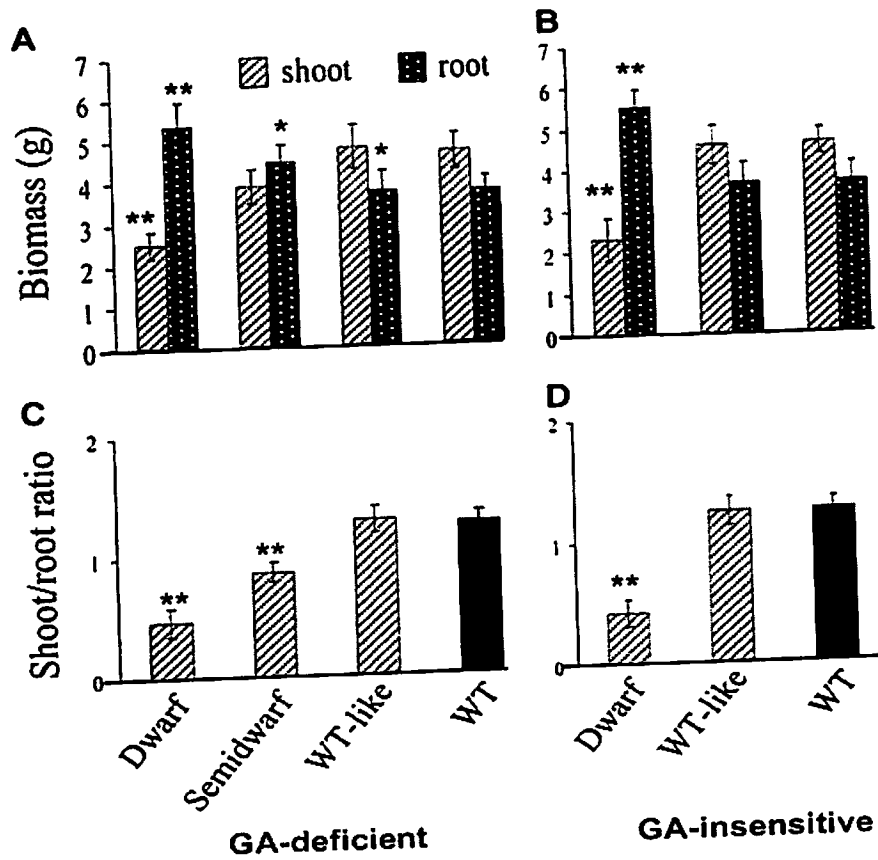 A
B
shoot root
Biomass (g)
7
6
5
4
3
2
1
0
** ** * *
7
6
5
4
3
2
1
0
** **
C
D
Shoot/root ratio
2
1
0
** **
2
1
0
**
Dwarf Semidwarf WT-like WT
Dwarf WT-like WT
GA-deficient
GA-insensitive